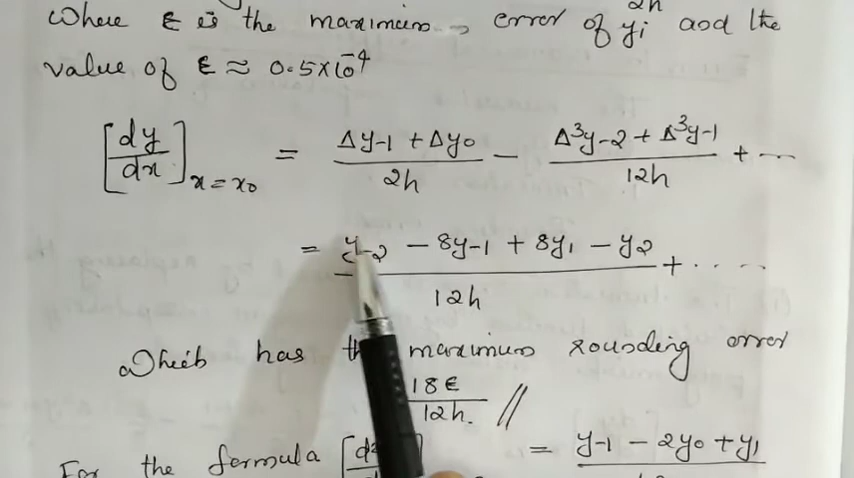 2h
where ε is the maximum error of yi and the
value of ε ≈ 0.5×10⁻⁴
[dy/dx]x=x0 = (Δy-1 + Δy0)/2h − (Δ³y-2 + Δ³y-1)/12h + ...
= (y-2 − 8y-1 + 8y1 − y2)/12h + ....
which has the maximum rounding error
18ε/12h. //
For the formula = y-1 − 2y0 + y1